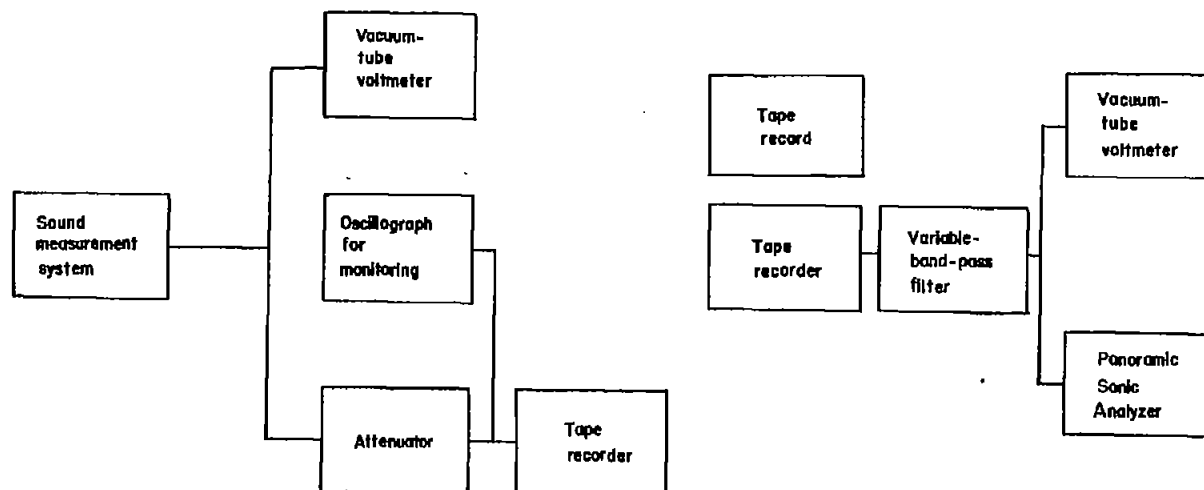 Vacuum-
tube
voltmeter
Sound
measurement
system
Oscillograph
for
monitoring
Attenuator
Tape
recorder
Tape
record
Tape
recorder
Variable-
band-pass
filter
Vacuum-
tube
voltmeter
Panoramic
Sonic
Analyzer